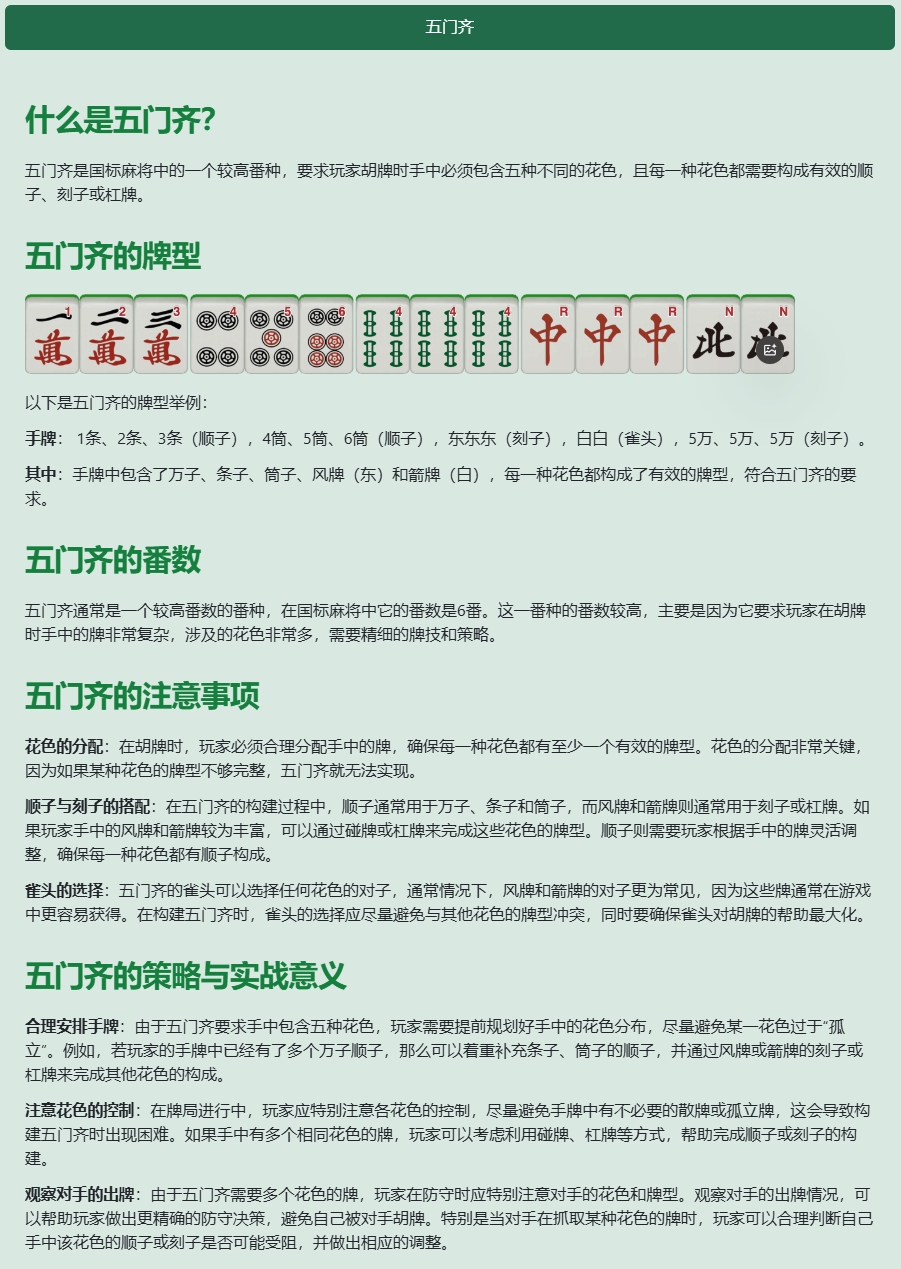 五门齐
什么是五门齐？
五门齐是国标麻将中的一个较高番种，要求玩家胡牌时手中必须包含五种不同的花色，且每一种花色都需要构成有效的顺
子、刻子或杠牌。
五门齐的牌型
一萬1 二萬2 三萬3 4 5 6 4 4 4 中R 中R 中R 北N 北N
以下是五门齐的牌型举例：
手牌： 1条、2条、3条（顺子），4筒、5筒、6筒（顺子），东东东（刻子），白白（雀头），5万、5万、5万（刻子）。
其中：手牌中包含了万子、条子、筒子、风牌（东）和箭牌（白），每一种花色都构成了有效的牌型，符合五门齐的要
求。
五门齐的番数
五门齐通常是一个较高番数的番种，在国标麻将中它的番数是6番。这一番种的番数较高，主要是因为它要求玩家在胡牌
时手中的牌非常复杂，涉及的花色非常多，需要精细的牌技和策略。
五门齐的注意事项
花色的分配：在胡牌时，玩家必须合理分配手中的牌，确保每一种花色都有至少一个有效的牌型。花色的分配非常关键，
因为如果某种花色的牌型不够完整，五门齐就无法实现。
顺子与刻子的搭配：在五门齐的构建过程中，顺子通常用于万子、条子和筒子，而风牌和箭牌则通常用于刻子或杠牌。如
果玩家手中的风牌和箭牌较为丰富，可以通过碰牌或杠牌来完成这些花色的牌型。顺子则需要玩家根据手中的牌灵活调
整，确保每一种花色都有顺子构成。
雀头的选择：五门齐的雀头可以选择任何花色的对子，通常情况下，风牌和箭牌的对子更为常见，因为这些牌通常在游戏
中更容易获得。在构建五门齐时，雀头的选择应尽量避免与其他花色的牌型冲突，同时要确保雀头对胡牌的帮助最大化。
五门齐的策略与实战意义
合理安排手牌：由于五门齐要求手中包含五种花色，玩家需要提前规划好手中的花色分布，尽量避免某一花色过于“孤
立”。例如，若玩家的手牌中已经有了多个万子顺子，那么可以着重补充条子、筒子的顺子，并通过风牌或箭牌的刻子或
杠牌来完成其他花色的构成。
注意花色的控制：在牌局进行中，玩家应特别注意各花色的控制，尽量避免手牌中有不必要的散牌或孤立牌，这会导致构
建五门齐时出现困难。如果手中有多个相同花色的牌，玩家可以考虑利用碰牌、杠牌等方式，帮助完成顺子或刻子的构
建。
观察对手的出牌：由于五门齐需要多个花色的牌，玩家在防守时应特别注意对手的花色和牌型。观察对手的出牌情况，可
以帮助玩家做出更精确的防守决策，避免自己被对手胡牌。特别是当对手在抓取某种花色的牌时，玩家可以合理判断自己
手中该花色的顺子或刻子是否可能受阻，并做出相应的调整。